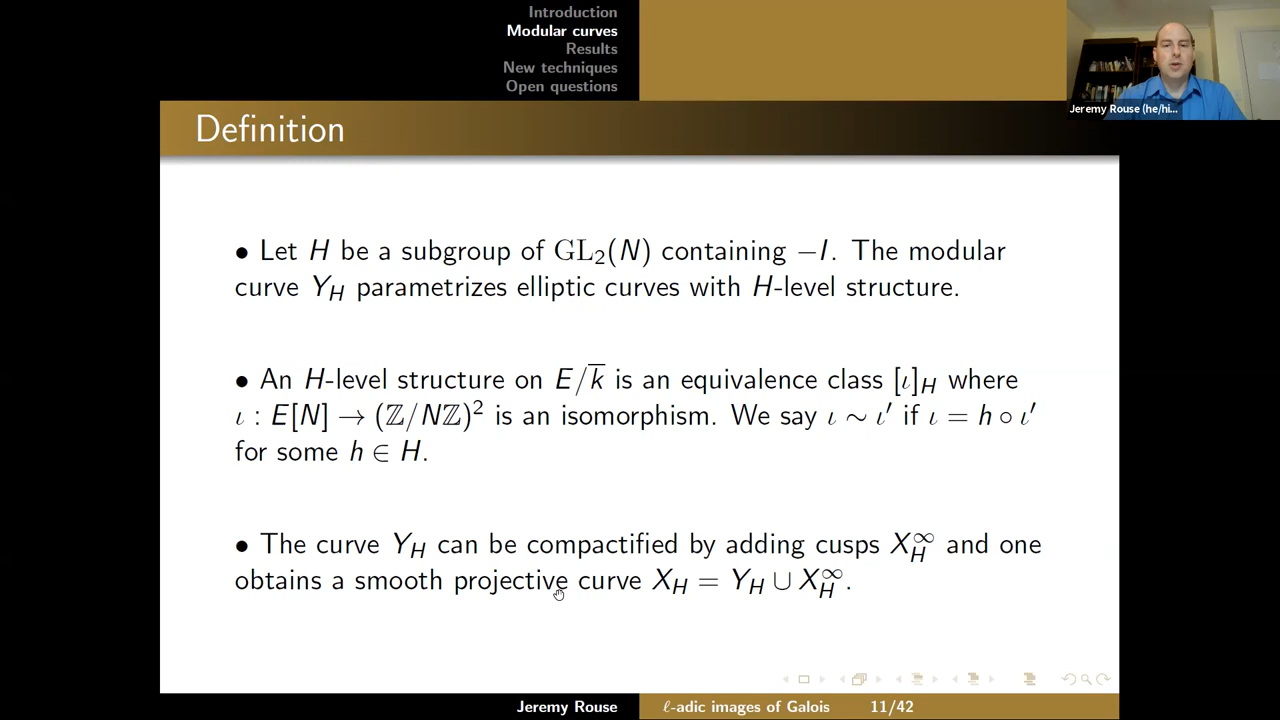 Introduction
Modular curves
Results
New techniques
Open questions
Jeremy Rouse (he/hi...
Definition
• Let H be a subgroup of GL₂(N) containing −I. The modular
curve Y_H parametrizes elliptic curves with H-level structure.
• An H-level structure on E/k̅ is an equivalence class [ι]_H where
ι : E[N] → (ℤ/Nℤ)² is an isomorphism. We say ι ∼ ι′ if ι = h ∘ ι′
for some h ∈ H.
• The curve Y_H can be compactified by adding cusps X_H^∞ and one
obtains a smooth projective curve X_H = Y_H ∪ X_H^∞.
Jeremy Rouse ℓ-adic images of Galois 11/42